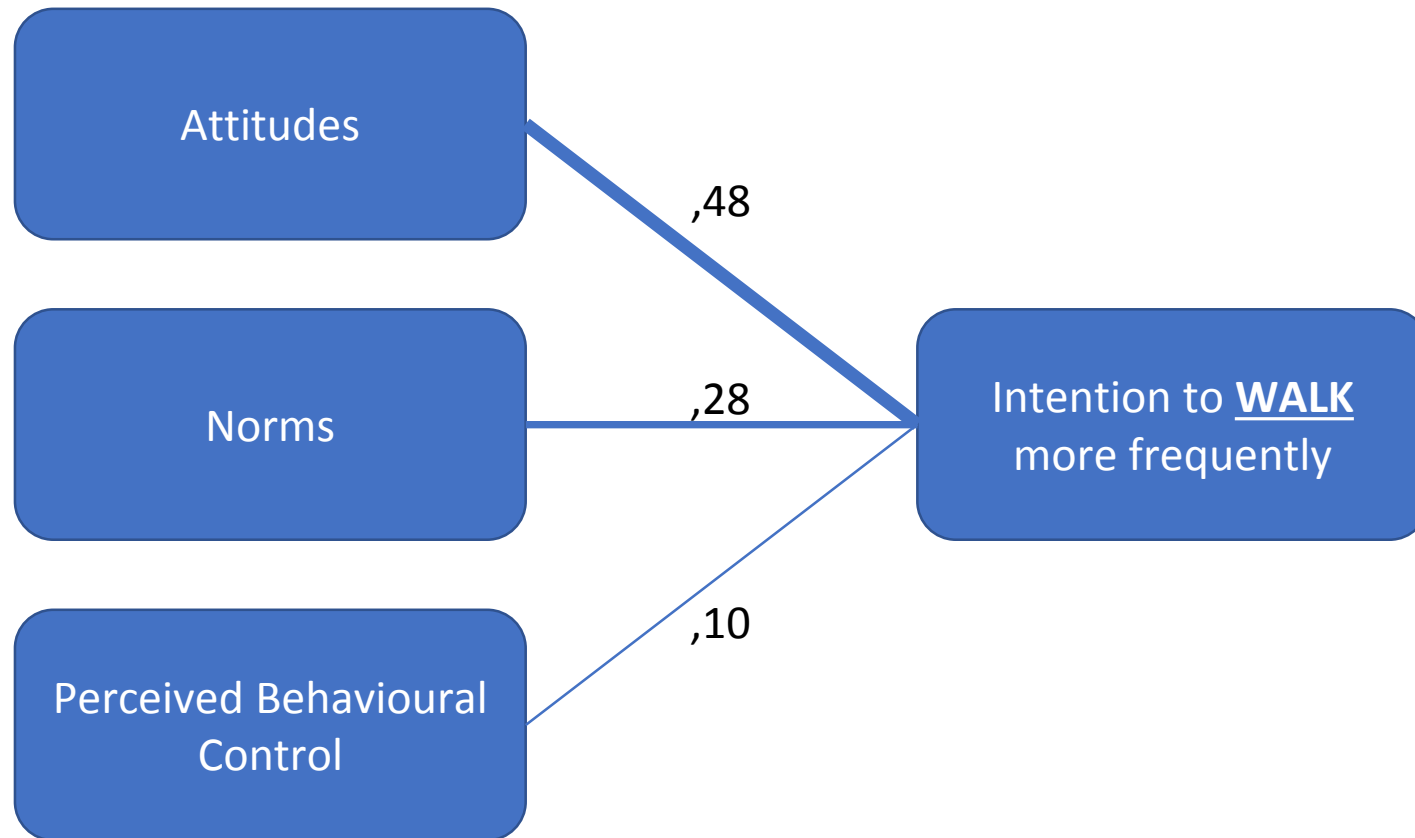 Attitudes
,48
Norms
,28
Intention to WALK
more frequently
,10
Perceived Behavioural
Control